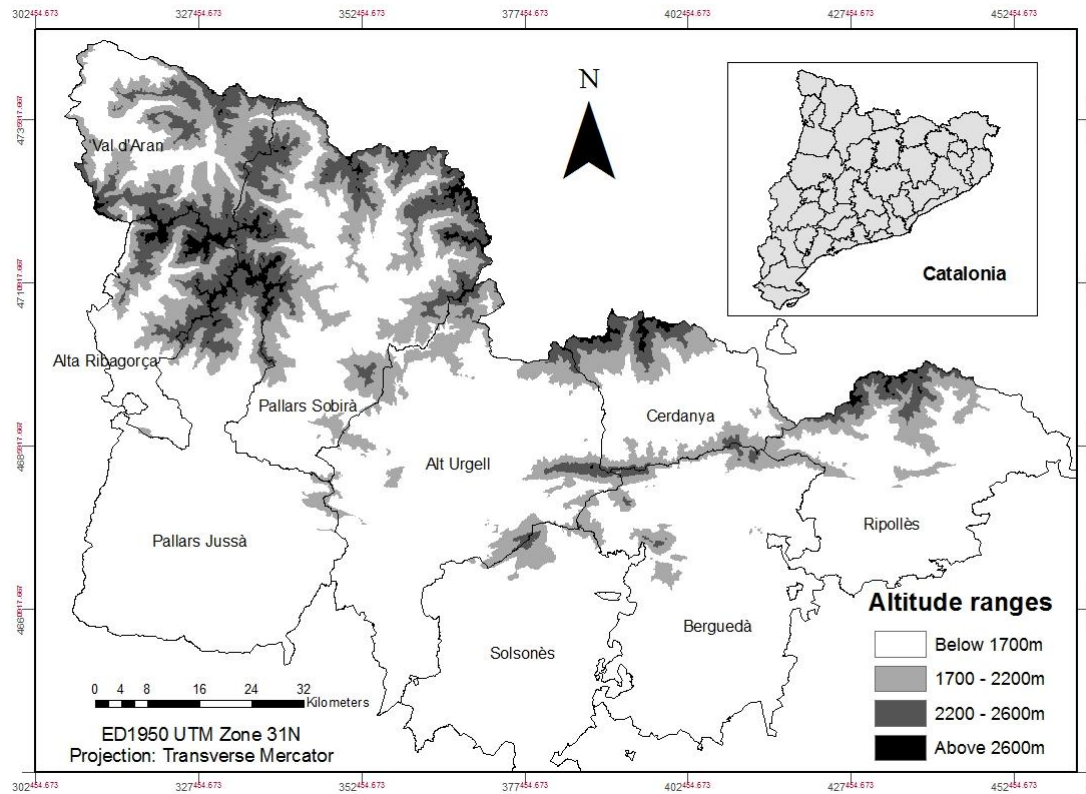 302454.673 327454.673 352454.673 377454.673 402454.673 427454.673 452454.673
N
Val d'Aran
Catalonia
Alta Ribagorça
Pallars Sobirà
Cerdanya
Alt Urgell
Ripollès
Pallars Jussà
Solsonès
Berguedà
Altitude ranges
Below 1700m
1700 - 2200m
2200 - 2600m
Above 2600m
0 4 8 16 24 32
Kilometers
ED1950 UTM Zone 31N
Projection: Transverse Mercator
302454.673 327454.673 352454.673 377454.673 402454.673 427454.673 452454.673